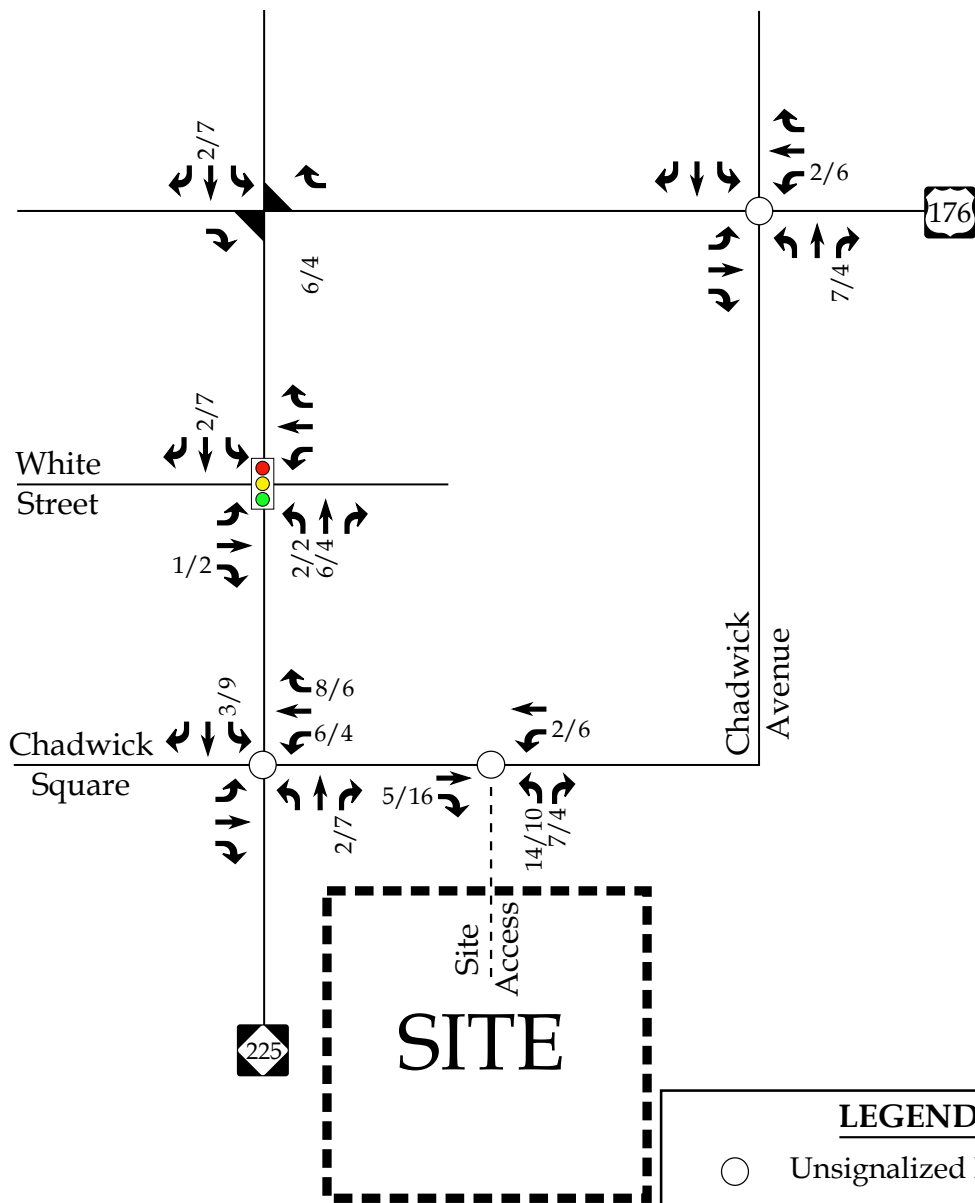 2/7
2/6
176
6/4
7/4
2/7
White
Street
1/2
2/2
6/4
Chadwick
Avenue
3/9
8/6
6/4
2/6
Chadwick
Square
5/16
2/7
14/10
7/4
Site
Access
SITE
225
LEGEND
Unsignalized